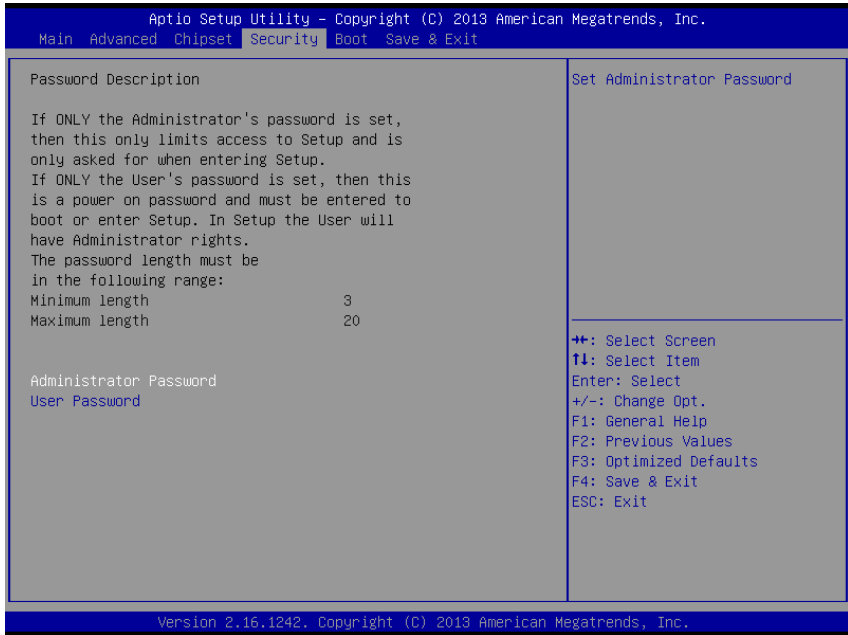 Aptio Setup Utility – Copyright (C) 2013 American Megatrends, Inc.
Main Advanced Chipset Security Boot Save & Exit
Password Description
If ONLY the Administrator's password is set,
then this only limits access to Setup and is
only asked for when entering Setup.
If ONLY the User's password is set, then this
is a power on password and must be entered to
boot or enter Setup. In Setup the User will
have Administrator rights.
The password length must be
in the following range:
Minimum length 3
Maximum length 20
Administrator Password
User Password
Set Administrator Password
→←: Select Screen
↑↓: Select Item
Enter: Select
+/-: Change Opt.
F1: General Help
F2: Previous Values
F3: Optimized Defaults
F4: Save & Exit
ESC: Exit
Version 2.16.1242. Copyright (C) 2013 American Megatrends, Inc.